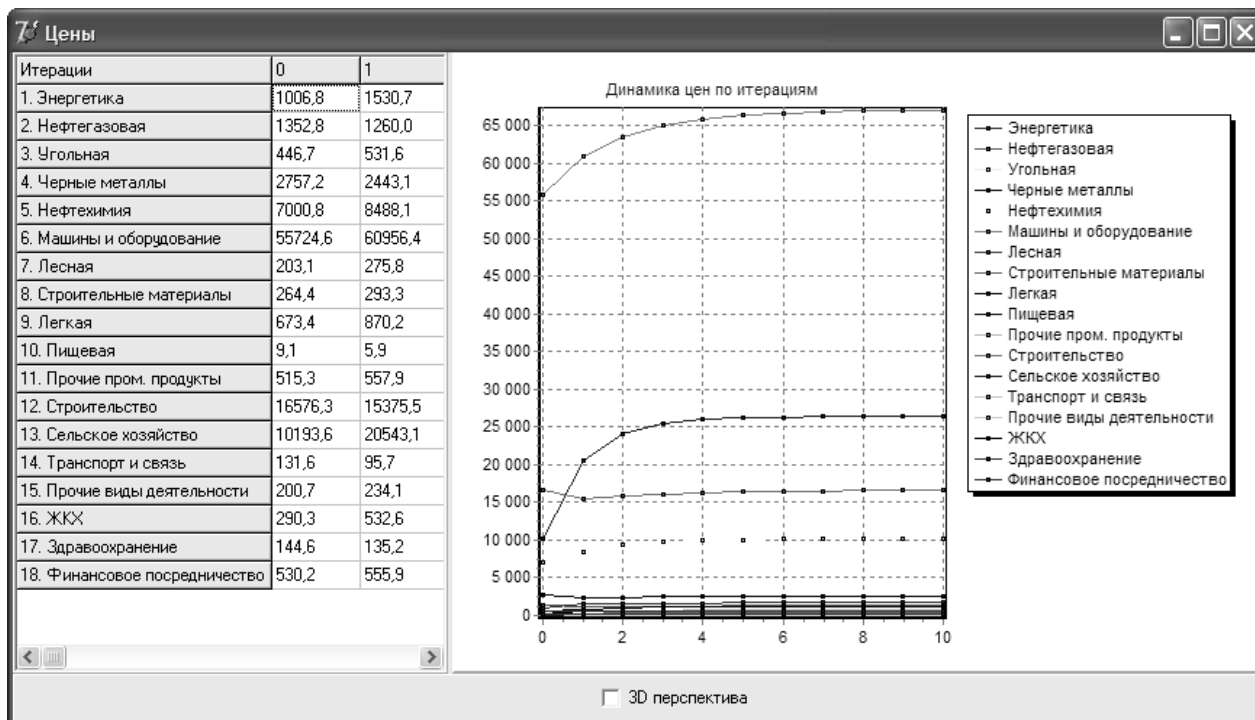 Цены
Итерации 0 1
1. Энергетика 1006,8 1530,7
2. Нефтегазовая 1352,8 1260,0
3. Угольная 446,7 531,6
4. Черные металлы 2757,2 2443,1
5. Нефтехимия 7000,8 8488,1
6. Машины и оборудование 55724,6 60956,4
7. Лесная 203,1 275,8
8. Строительные материалы 264,4 293,3
9. Легкая 673,4 870,2
10. Пищевая 9,1 5,9
11. Прочие пром. продукты 515,3 557,9
12. Строительство 16576,3 15375,5
13. Сельское хозяйство 10193,6 20543,1
14. Транспорт и связь 131,6 95,7
15. Прочие виды деятельности 200,7 234,1
16. ЖКХ 290,3 532,6
17. Здравоохранение 144,6 135,2
18. Финансовое посредничество 530,2 555,9
Динамика цен по итерациям
65 000
60 000
55 000
50 000
45 000
40 000
35 000
30 000
25 000
20 000
15 000
10 000
5 000
0
0 2 4 6 8 10
Энергетика
Нефтегазовая
Угольная
Черные металлы
Нефтехимия
Машины и оборудование
Лесная
Строительные материалы
Легкая
Пищевая
Прочие пром. продукты
Строительство
Сельское хозяйство
Транспорт и связь
Прочие виды деятельности
ЖКХ
Здравоохранение
Финансовое посредничество
3D перспектива